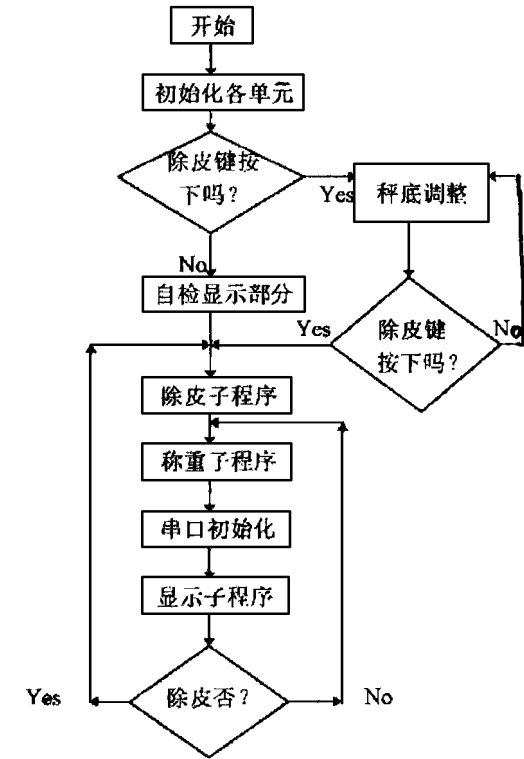 开始
初始化各单元
除皮键按
下吗？
Yes
秤底调整
No
自检显示部分
Yes
除皮键
按下吗？
No
除皮子程序
称重子程序
串口初始化
显示子程序
Yes
除皮否？
No